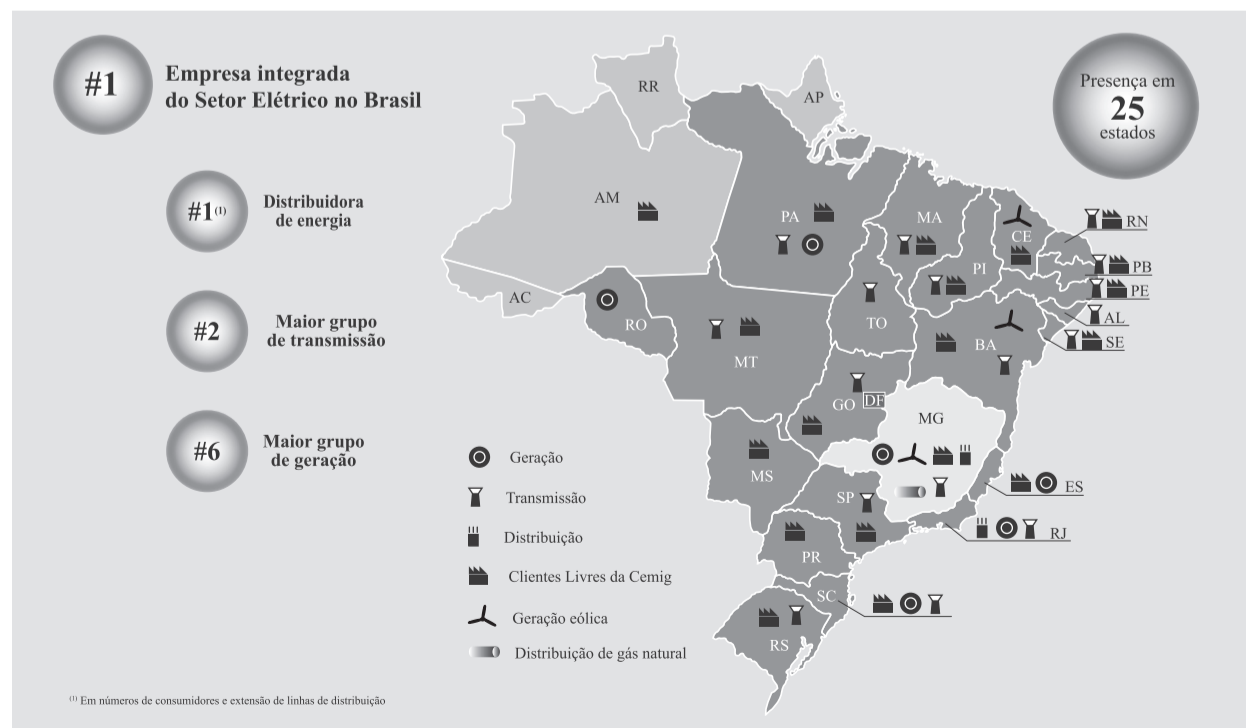 #1
Empresa integrada
do Setor Elétrico no Brasil
Presença em
25
estados
#1(1)
Distribuidora
de energia
#2
Maior grupo
de transmissão
#6
Maior grupo
de geração
RR
AP
AM
PA
MA
CE
RN
PI
PB
PE
AC
RO
TO
AL
BA
SE
MT
GO
DF
MG
MS
SP
ES
RJ
PR
SC
RS
Geração
Transmissão
Distribuição
Clientes Livres da Cemig
Geração eólica
Distribuição de gás natural
(1) Em números de consumidores e extensão de linhas de distribuição